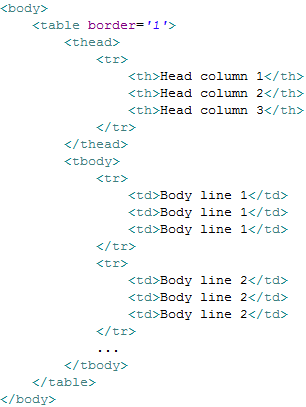 <body>
    <table border='1'>
        <thead>
            <tr>
                <th>Head column 1</th>
                <th>Head column 2</th>
                <th>Head column 3</th>
            </tr>
        </thead>
        <tbody>
            <tr>
                <td>Body line 1</td>
                <td>Body line 1</td>
                <td>Body line 1</td>
            </tr>
            <tr>
                <td>Body line 2</td>
                <td>Body line 2</td>
                <td>Body line 2</td>
            </tr>
            ...
        </tbody>
    </table>
</body>